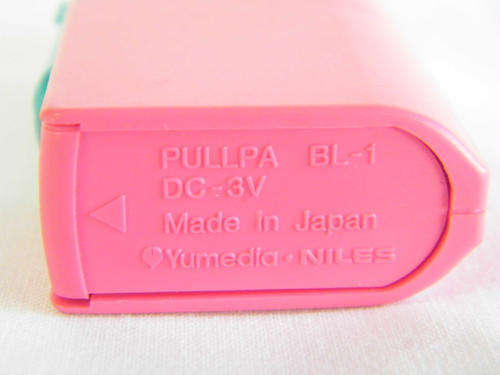 PULLPA BL-1
DC-3V
Made in Japan
Yumedia·NILES